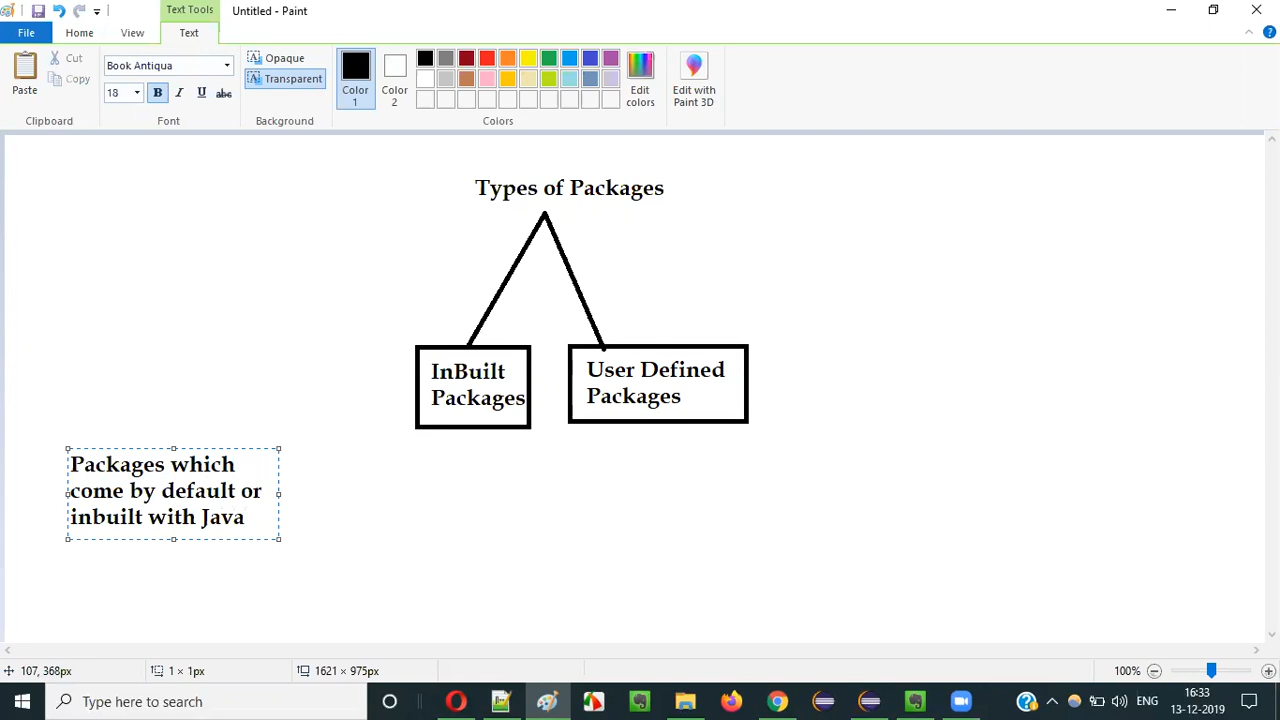 Text Tools
Untitled - Paint
File
Home
View
Text
Paste
Cut
Copy
Clipboard
Book Antiqua
18
B
I
U
abc
Font
Opaque
Transparent
Background
Color
1
Color
2
Edit
colors
Colors
Edit with
Paint 3D
Types of Packages
InBuilt
Packages
User Defined
Packages
Packages which
come by default or
inbuilt with Java
107, 368px
1 × 1px
1621 × 975px
100%
Type here to search
ENG
16:33
13-12-2019